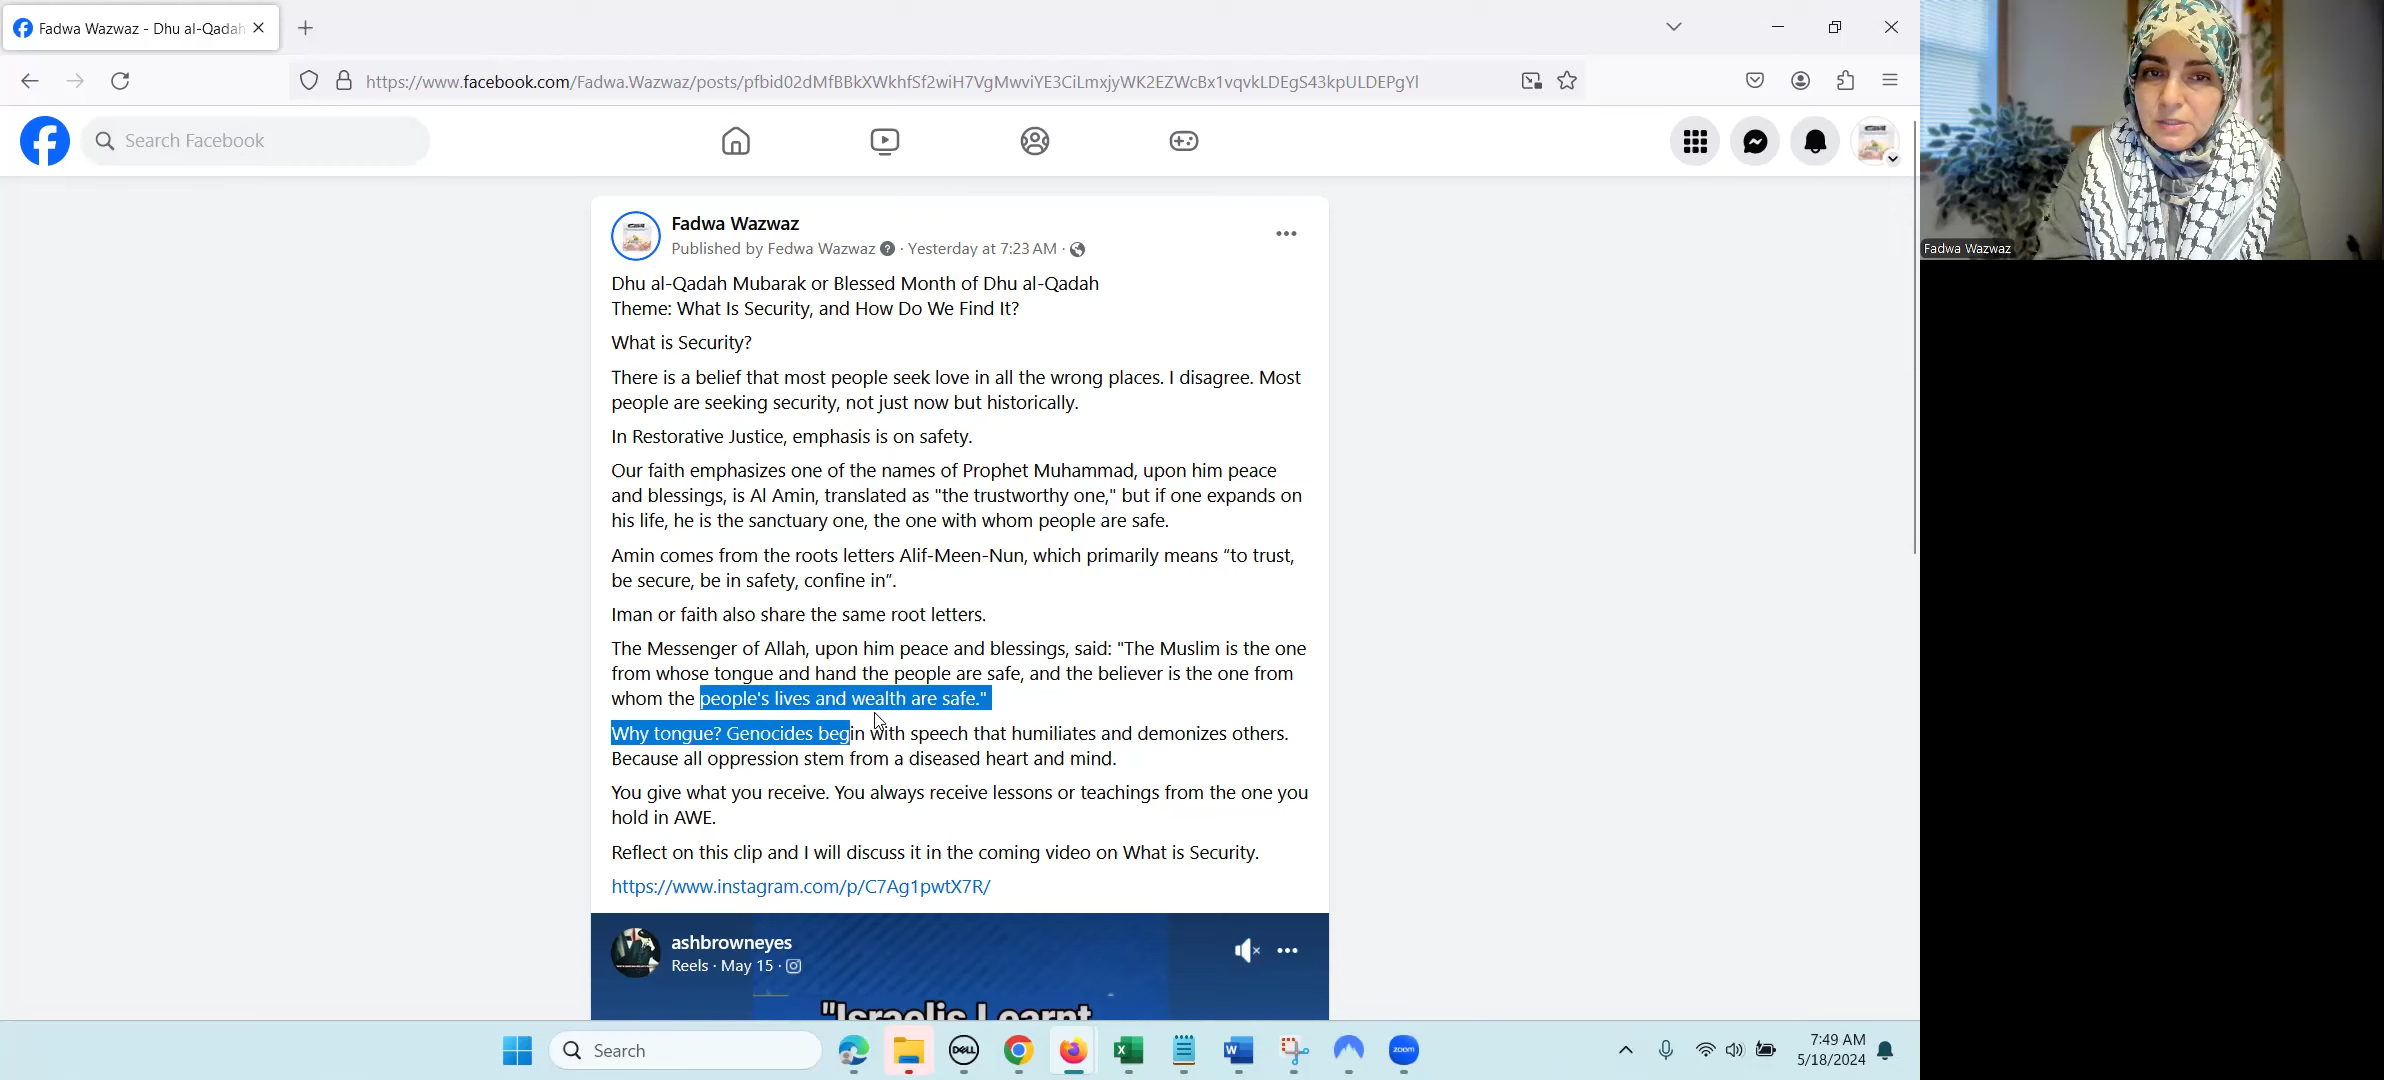 Fadwa Wazwaz - Dhu al-Qadah
https://www.facebook.com/Fadwa.Wazwaz/posts/pfbid02dMfBBkXWkhfSf2wiH7VgMwviYE3CiLmxjyWK2EZWcBx1vqvkLDEgS43kpULDEPgYl
Search Facebook
Fadwa Wazwaz
Fadwa Wazwaz
Published by Fedwa Wazwaz · Yesterday at 7:23 AM ·
Dhu al-Qadah Mubarak or Blessed Month of Dhu al-Qadah
Theme: What Is Security, and How Do We Find It?
What is Security?
There is a belief that most people seek love in all the wrong places. I disagree. Most
people are seeking security, not just now but historically.
In Restorative Justice, emphasis is on safety.
Our faith emphasizes one of the names of Prophet Muhammad, upon him peace
and blessings, is Al Amin, translated as "the trustworthy one," but if one expands on
his life, he is the sanctuary one, the one with whom people are safe.
Amin comes from the roots letters Alif-Meen-Nun, which primarily means “to trust,
be secure, be in safety, confine in”.
Iman or faith also share the same root letters.
The Messenger of Allah, upon him peace and blessings, said: "The Muslim is the one
from whose tongue and hand the people are safe, and the believer is the one from
whom the people's lives and wealth are safe."
Why tongue? Genocides begin with speech that humiliates and demonizes others.
Because all oppression stem from a diseased heart and mind.
You give what you receive. You always receive lessons or teachings from the one you
hold in AWE.
Reflect on this clip and I will discuss it in the coming video on What is Security.
https://www.instagram.com/p/C7Ag1pwtX7R/
ashbrowneyes
Reels · May 15 ·
"Israelis Learnt
Search
DELL
zoom
7:49 AM
5/18/2024